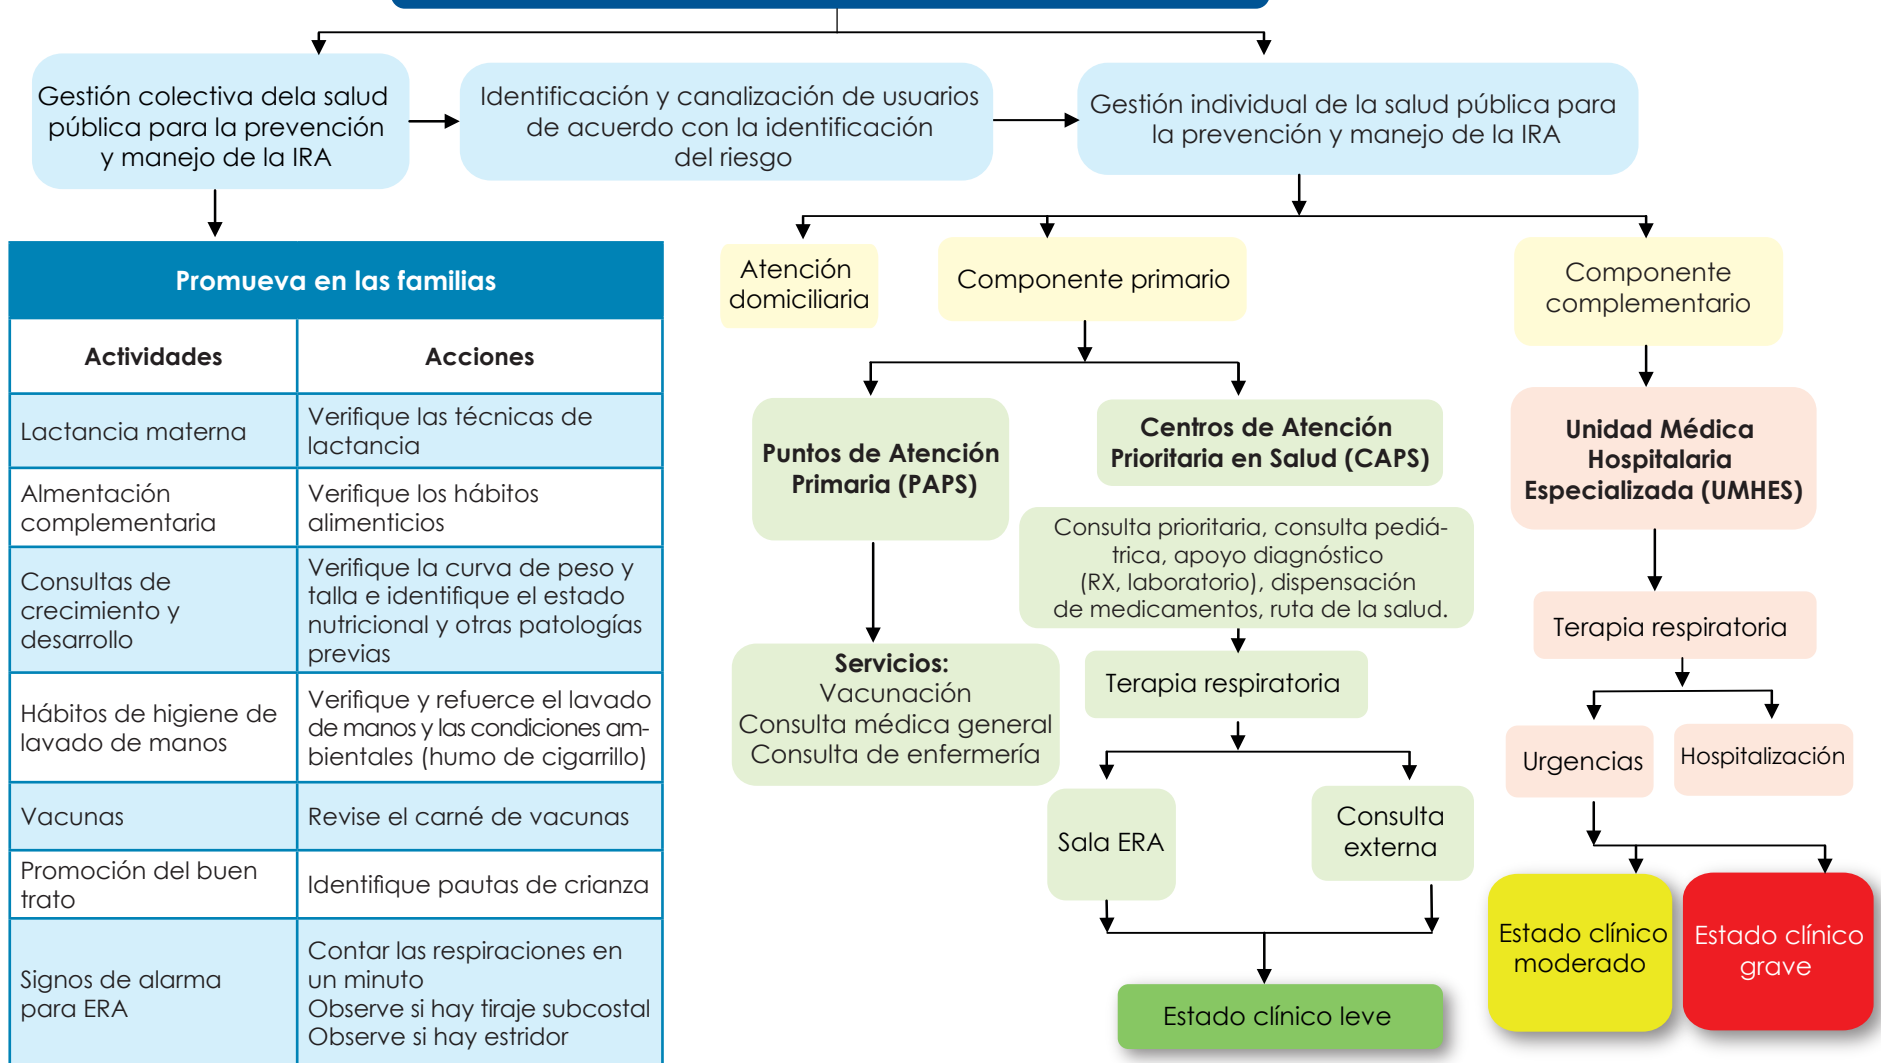 Gestión colectiva dela salud
pública para la prevención
y manejo de la IRA
Identificación y canalización de usuarios
de acuerdo con la identificación
del riesgo
Gestión individual de la salud pública para
la prevención y manejo de la IRA
Promueva en las familias
Actividades
Acciones
Lactancia materna
Verifique las técnicas de
lactancia
Alimentación
complementaria
Verifique los hábitos
alimenticios
Consultas de
crecimiento y
desarrollo
Verifique la curva de peso y
talla e identifique el estado
nutricional y otras patologías
previas
Hábitos de higiene de
lavado de manos
Verifique y refuerce el lavado
de manos y las condiciones am-
bientales (humo de cigarrillo)
Vacunas
Revise el carné de vacunas
Promoción del buen
trato
Identifique pautas de crianza
Signos de alarma
para ERA
Contar las respiraciones en
un minuto
Observe si hay tiraje subcostal
Observe si hay estridor
Atención
domiciliaria
Componente primario
Componente
complementario
Puntos de Atención
Primaria (PAPS)
Centros de Atención
Prioritaria en Salud (CAPS)
Unidad Médica
Hospitalaria
Especializada (UMHES)
Consulta prioritaria, consulta pediá-
trica, apoyo diagnóstico
(RX, laboratorio), dispensación
de medicamentos, ruta de la salud.
Servicios:
Vacunación
Consulta médica general
Consulta de enfermería
Terapia respiratoria
Terapia respiratoria
Sala ERA
Consulta
externa
Urgencias
Hospitalización
Estado clínico leve
Estado clínico
moderado
Estado clínico
grave